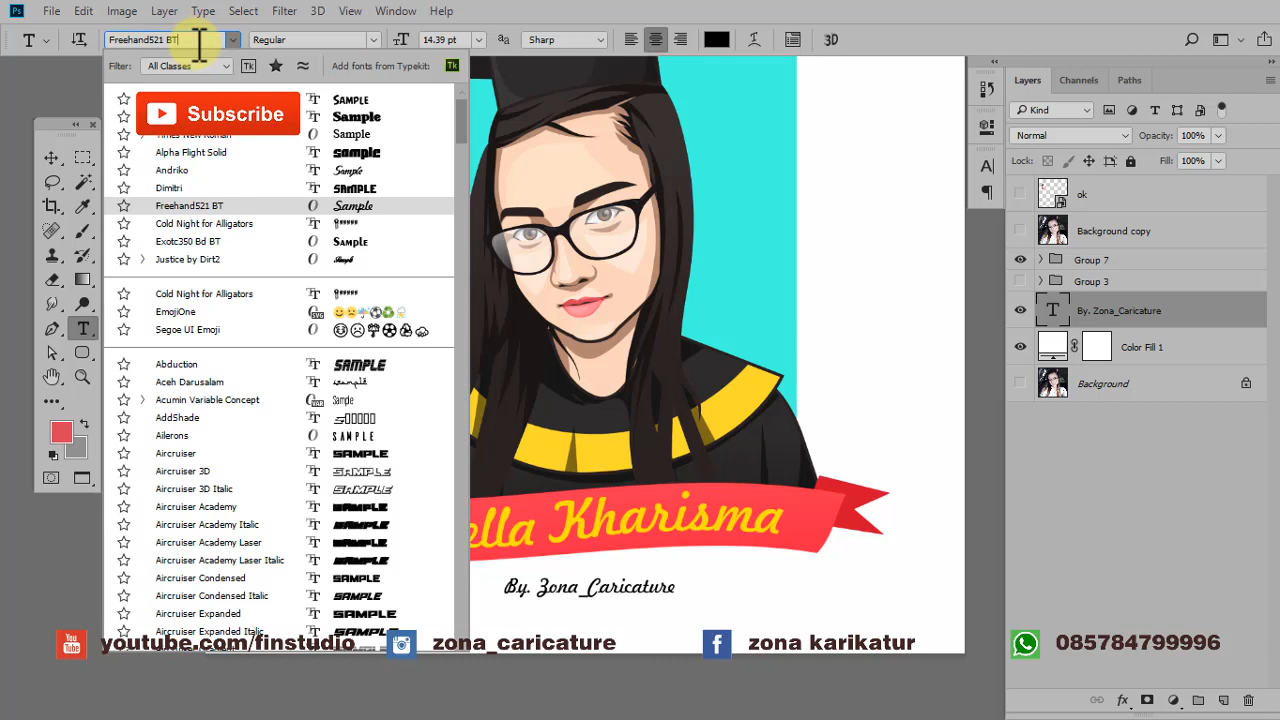 Ps File Edit Image Layer Type Select Filter 3D View Window Help
T Freehand521 BT Regular 14.39 pt Sharp 3D
Filter: All Classes Tk Add fonts from Typekit: Tk
Subscribe
SAMPLE
Sample
Sample
Alpha Flight Solid Sample
Andriko Sample
Dimitri SAMPLE
Freehand521 BT Sample
Cold Night for Alligators
Exotc350 Bd BT Sample
Justice by Dirt2 Sample
Cold Night for Alligators
EmojiOne
Segoe UI Emoji
Abduction SAMPLE
Aceh Darusalam Sample
Acumin Variable Concept Sample
AddShade
Ailerons SAMPLE
Aircruiser SAMPLE
Aircruiser 3D SAMPLE
Aircruiser 3D Italic SAMPLE
Aircruiser Academy SAMPLE
Aircruiser Academy Italic SAMPLE
Aircruiser Academy Laser SAMPLE
Aircruiser Academy Laser Italic SAMPLE
Aircruiser Condensed SAMPLE
Aircruiser Condensed Italic SAMPLE
Aircruiser Expanded SAMPLE
Aircruiser Expanded Italic SAMPLE
ella Kharisma
By. Zona_Caricature
Layers Channels Paths
Kind
Normal Opacity: 100%
Lock: Fill: 100%
ok
Background copy
Group 7
Group 3
By. Zona_Caricature
Color Fill 1
Background
fx
You Tube youtube.com/finstudio zona_caricature zona karikatur 085784799996